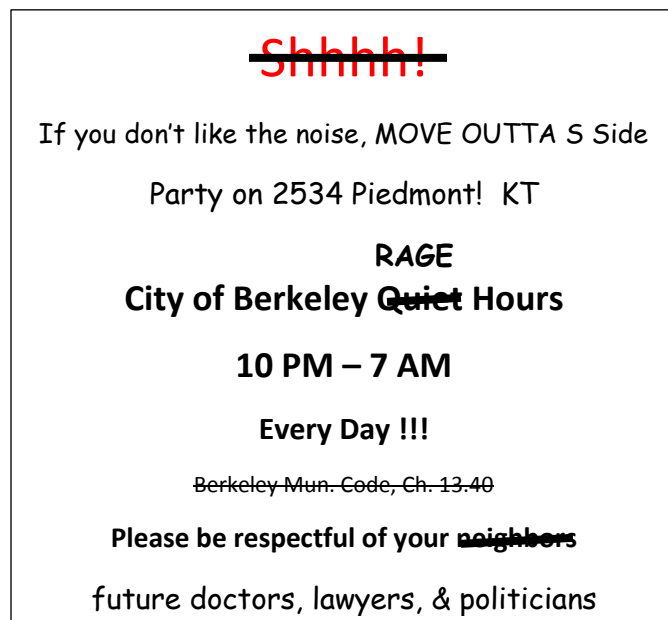 Shhhh!
If you don't like the noise, MOVE OUTTA S Side
Party on 2534 Piedmont!  KT
RAGE
City of Berkeley Quiet Hours
10 PM – 7 AM
Every Day !!!
Berkeley Mun. Code, Ch. 13.40
Please be respectful of your neighbors
future doctors, lawyers, & politicians